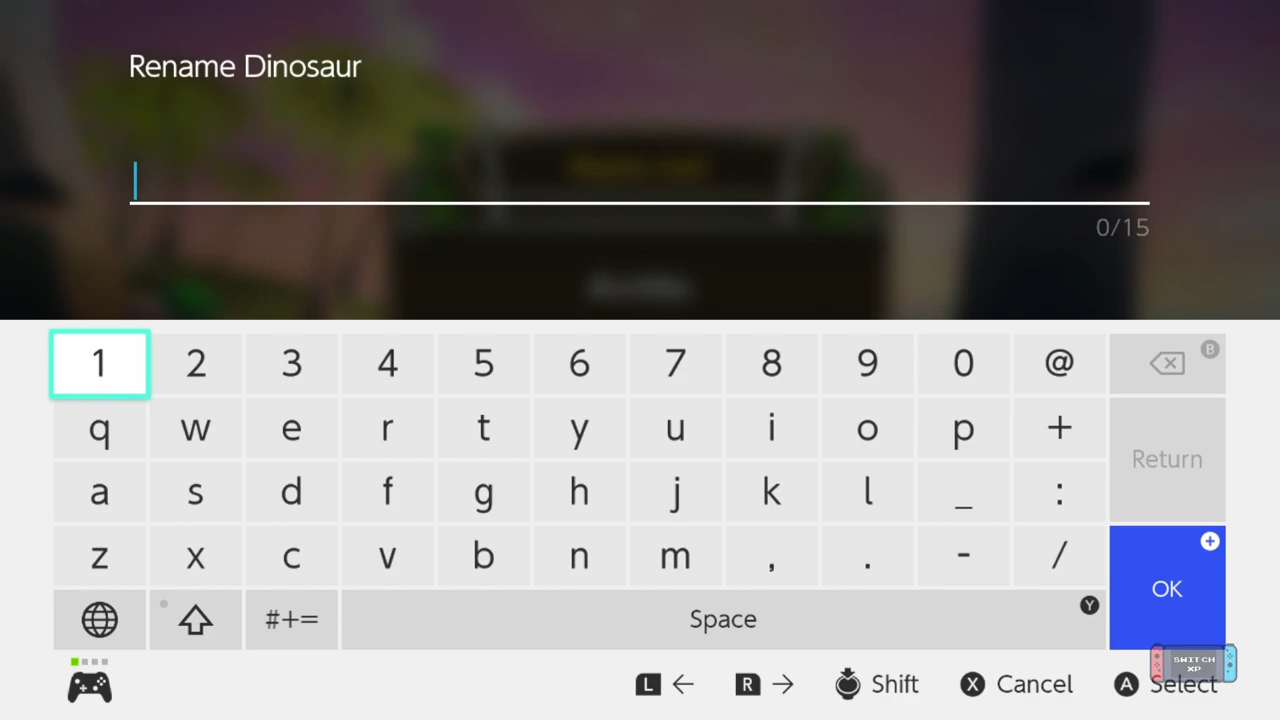 Rename Dinosaur
0/15
1 2 3 4 5 6 7 8 9 0 @ B
q w e r t y u i o p +
Return
a s d f g h j k l _ :
z x c v b n m , . - /
OK
#+= Space Y
L ← R → Shift X Cancel A Select
SWITCH
XP